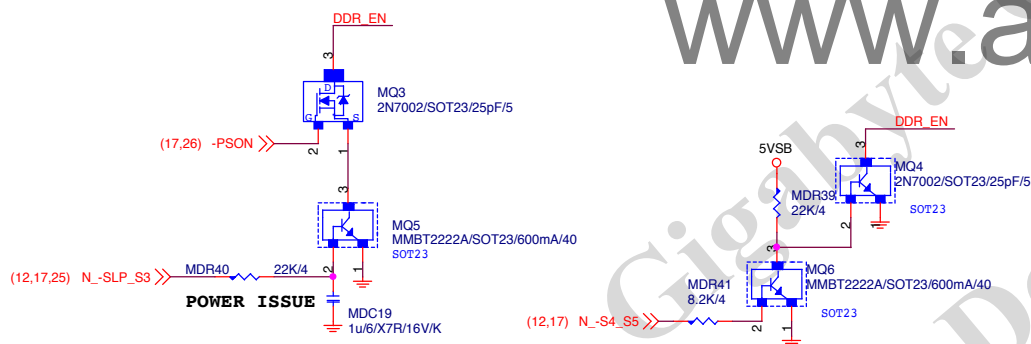 DDR_EN
3
D
G
S
MQ3
2N7002/SOT23/25pF/5
(17,26) -PSON
2
1
3
MQ5
MMBT2222A/SOT23/600mA/40
SOT23
2
1
(12,17,25) N_-SLP_S3
MDR40
22K/4
POWER ISSUE
MDC19
1u/6/X7R/16V/K
www.a
Gigabyte
D
DDR_EN
5VSB
3
MQ4
2N7002/SOT23/25pF/5
SOT23
MDR39
22K/4
2
1
3
MQ6
MMBT2222A/SOT23/600mA/40
SOT23
MDR41
8.2K/4
(12,17) N_-S4_S5
2
1